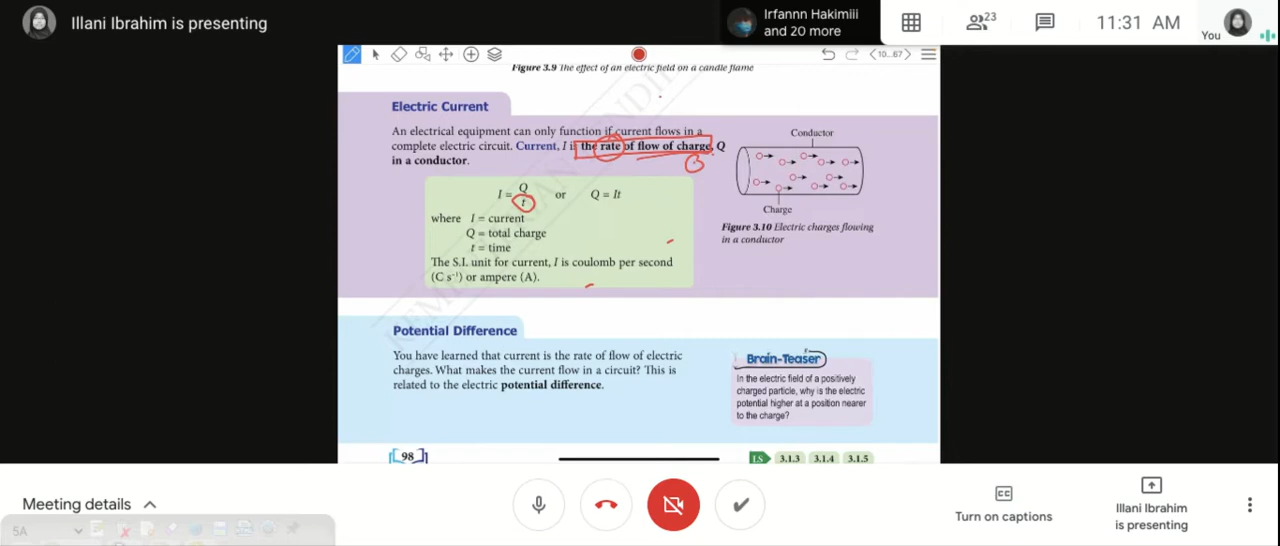 Illani Ibrahim is presenting
Irfannn Hakimiii
and 20 more
23
11:31 AM
You
10...67
Figure 3.9 The effect of an electric field on a candle flame
Electric Current
An electrical equipment can only function if current flows in a
complete electric circuit. Current, I is the rate of flow of charge, Q
in a conductor.
I = Q/t or Q = It
where I = current
Q = total charge
t = time
The S.I. unit for current, I is coulomb per second
(C s⁻¹) or ampere (A).
Conductor
Charge
Figure 3.10 Electric charges flowing
in a conductor
Potential Difference
You have learned that current is the rate of flow of electric
charges. What makes the current flow in a circuit? This is
related to the electric potential difference.
Brain-Teaser
In the electric field of a positively
charged particle, why is the electric
potential higher at a position nearer
to the charge?
98
LS 3.1.3 3.1.4 3.1.5
Meeting details
Turn on captions
Illani Ibrahim
is presenting
5A